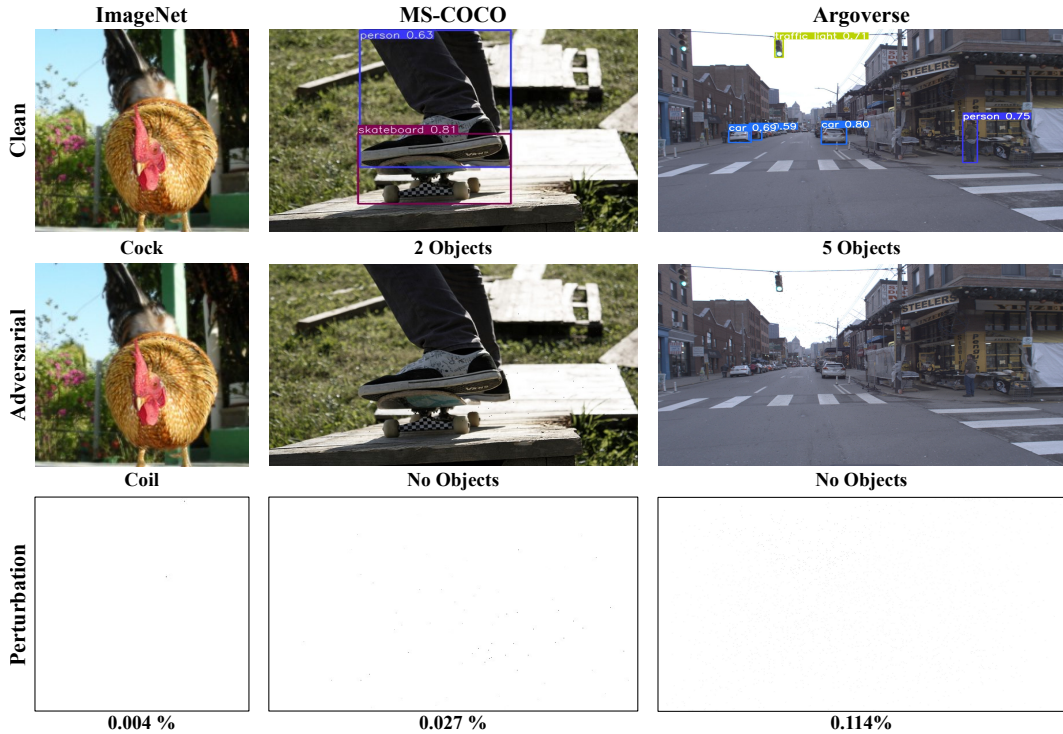 ImageNet
MS-COCO
Argoverse
Clean
person 0.63
skateboard 0.81
traffic light 0.71
car 0.69
.59
car 0.80
person 0.75
STEELERS
Cock
2 Objects
5 Objects
Adversarial
STEELERS
Coil
No Objects
No Objects
Perturbation
0.004 %
0.027 %
0.114%